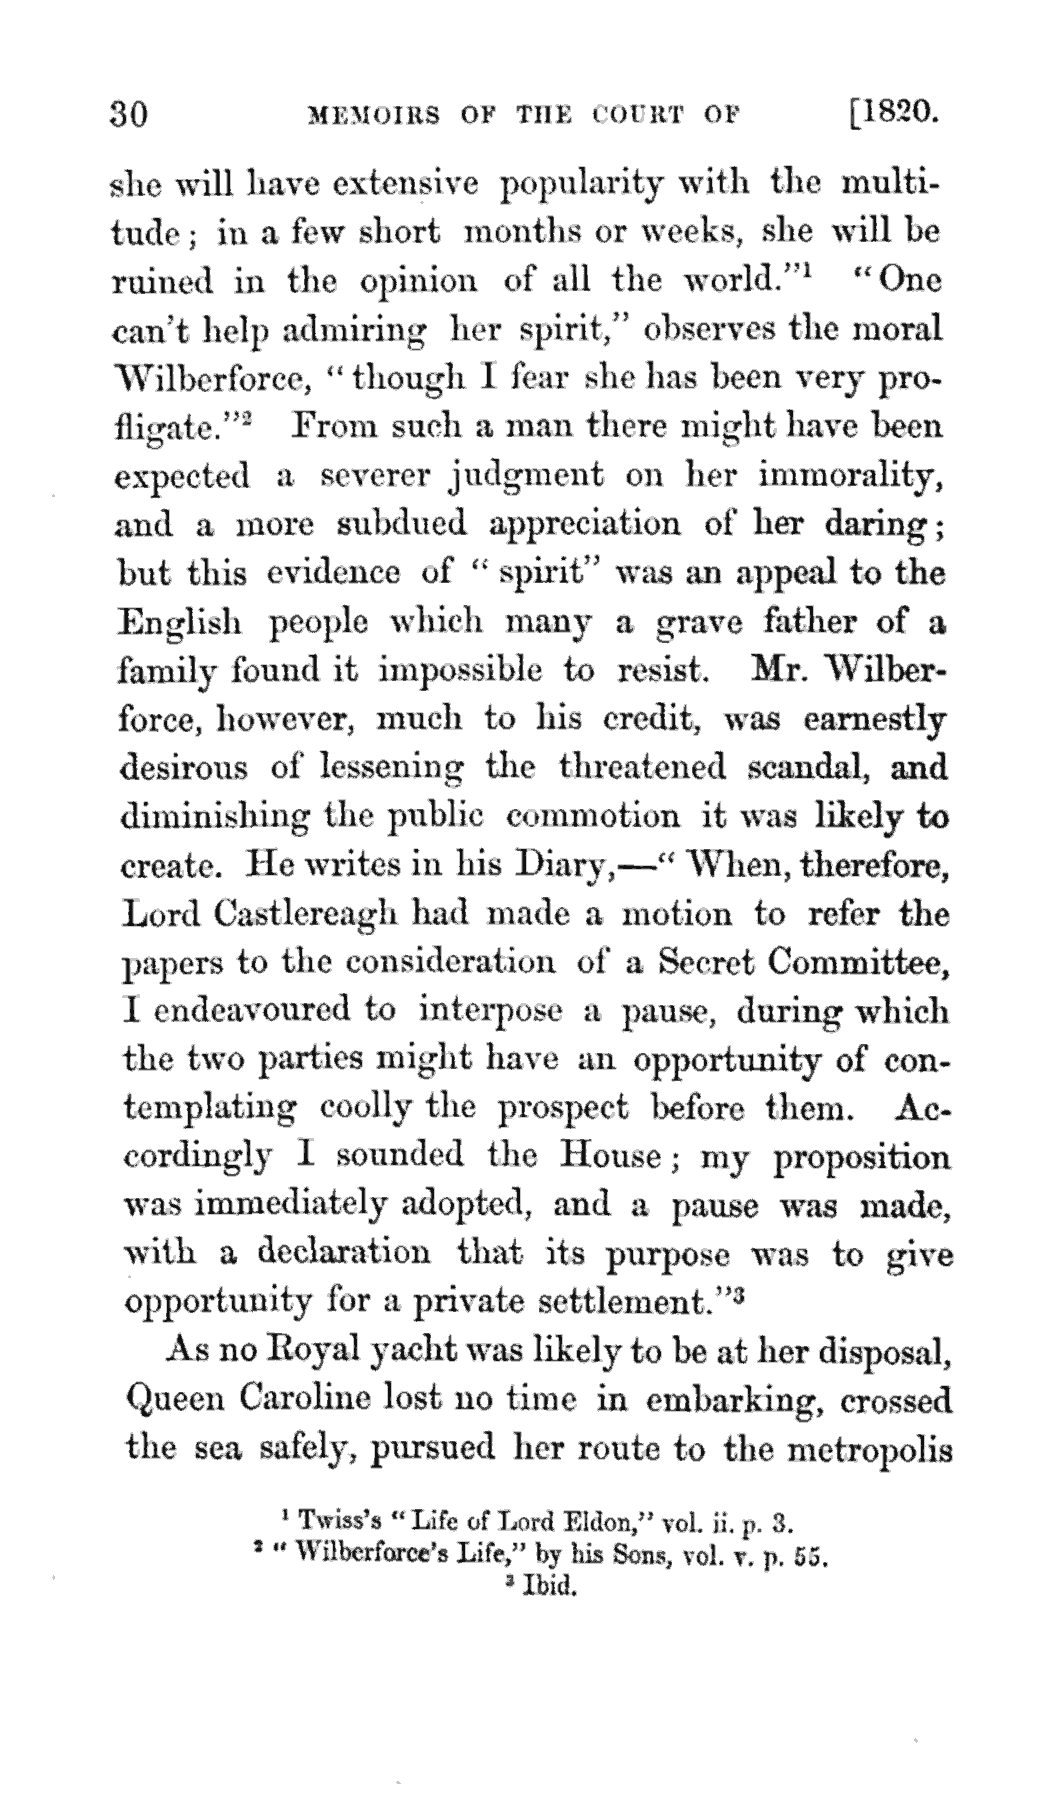 30 MEMOIRS OF THE COURT OF [1820.
she will have extensive popularity with the multi-
tude; in a few short months or weeks, she will be
ruined in the opinion of all the world."¹ "One
can't help admiring her spirit," observes the moral
Wilberforce, "though I fear she has been very pro-
fligate."² From such a man there might have been
expected a severer judgment on her immorality,
and a more subdued appreciation of her daring;
but this evidence of "spirit" was an appeal to the
English people which many a grave father of a
family found it impossible to resist. Mr. Wilber-
force, however, much to his credit, was earnestly
desirous of lessening the threatened scandal, and
diminishing the public commotion it was likely to
create. He writes in his Diary,—"When, therefore,
Lord Castlereagh had made a motion to refer the
papers to the consideration of a Secret Committee,
I endeavoured to interpose a pause, during which
the two parties might have an opportunity of con-
templating coolly the prospect before them. Ac-
cordingly I sounded the House; my proposition
was immediately adopted, and a pause was made,
with a declaration that its purpose was to give
opportunity for a private settlement."³
As no Royal yacht was likely to be at her disposal,
Queen Caroline lost no time in embarking, crossed
the sea safely, pursued her route to the metropolis
¹ Twiss's "Life of Lord Eldon," vol. ii. p. 3.
² "Wilberforce's Life," by his Sons, vol. v. p. 55.
³ Ibid.